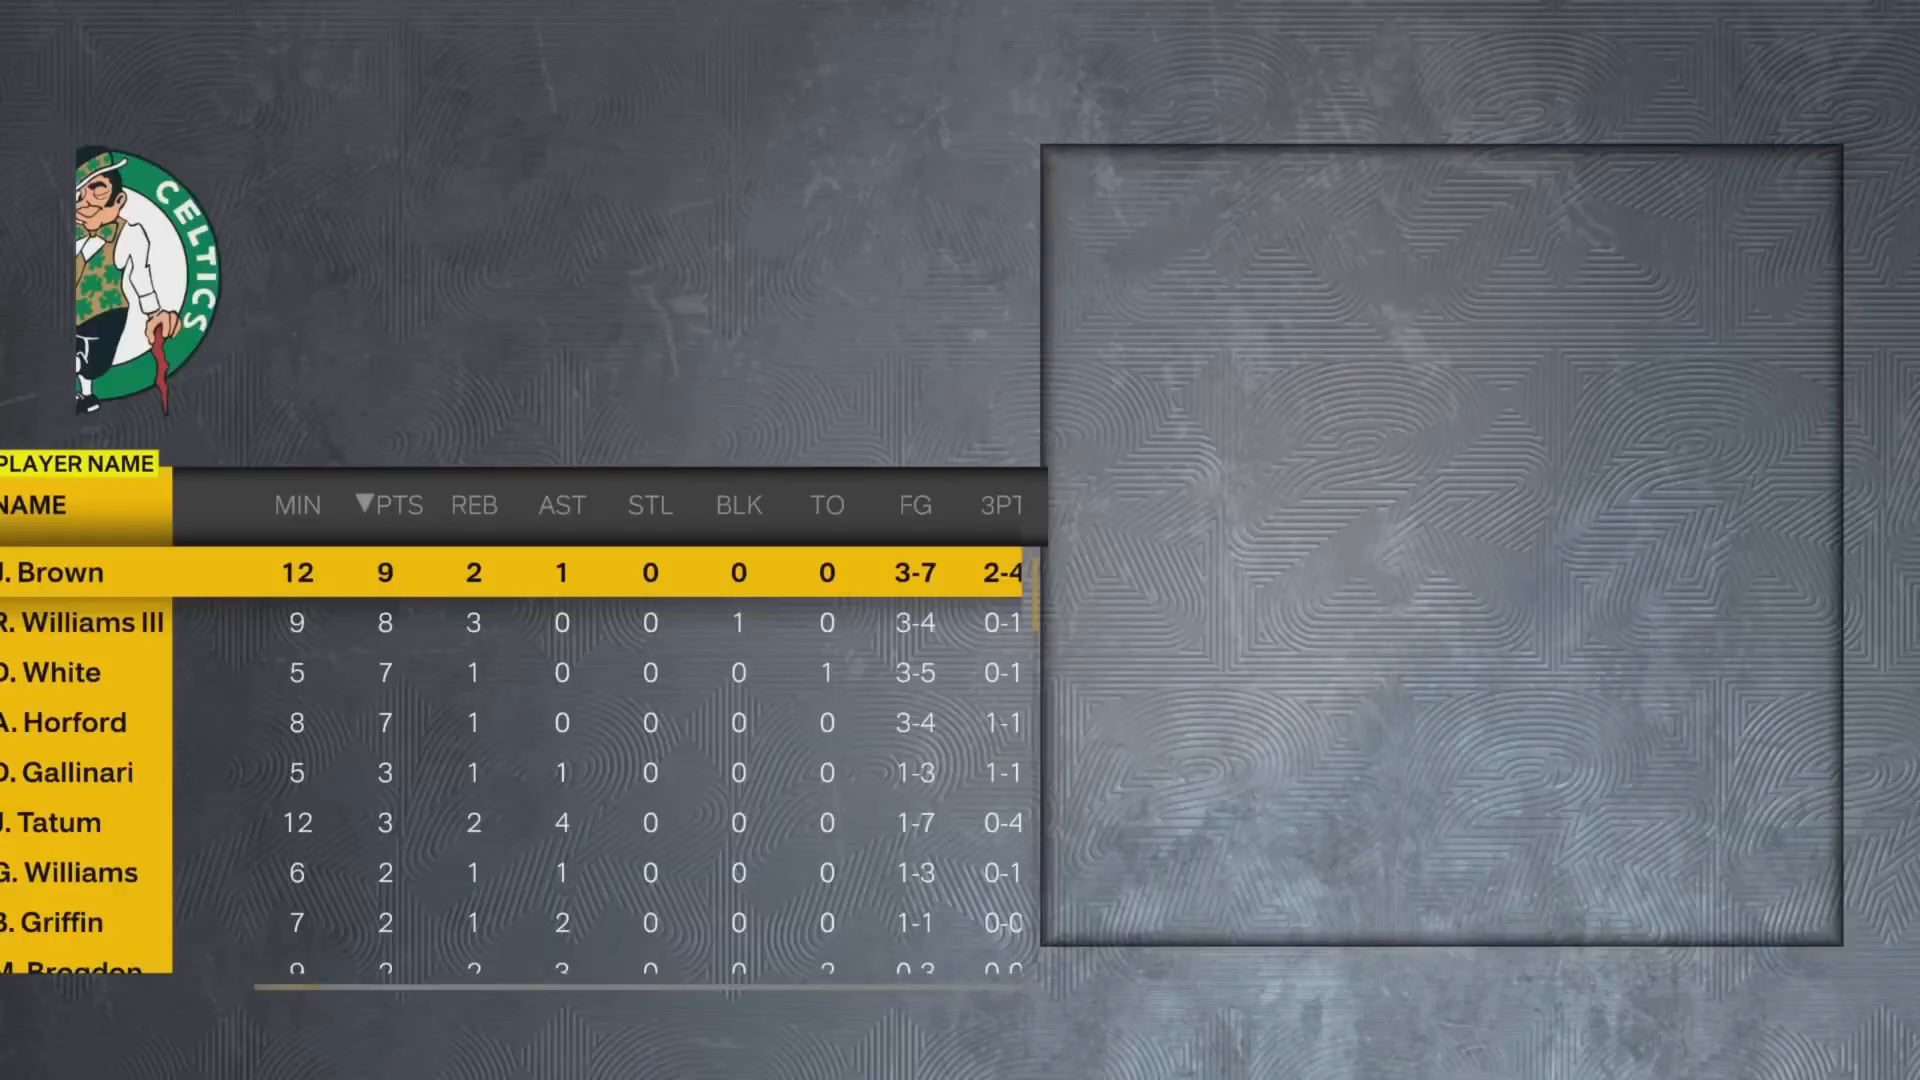 CELTICS
PLAYER NAME
NAME MIN ▼PTS REB AST STL BLK TO FG 3PT
J. Brown 12 9 2 1 0 0 0 3-7 2-4
R. Williams III 9 8 3 0 0 1 0 3-4 0-1
D. White 5 7 1 0 0 0 1 3-5 0-1
A. Horford 8 7 1 0 0 0 0 3-4 1-1
D. Gallinari 5 3 1 1 0 0 0 1-3 1-1
J. Tatum 12 3 2 4 0 0 0 1-7 0-4
G. Williams 6 2 1 1 0 0 0 1-3 0-1
B. Griffin 7 2 1 2 0 0 0 1-1 0-0
M. Brogdon